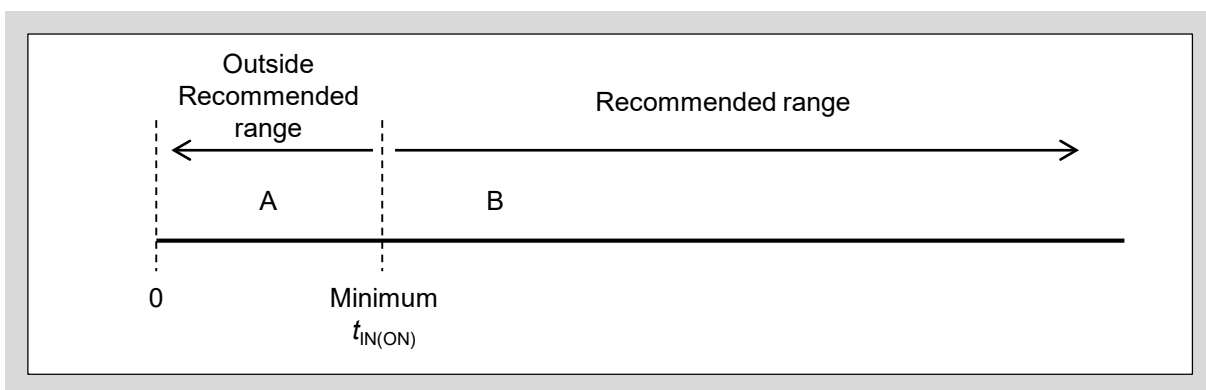 Outside
Recommended
range
Recommended range
A
B
0
Minimum
tIN(ON)